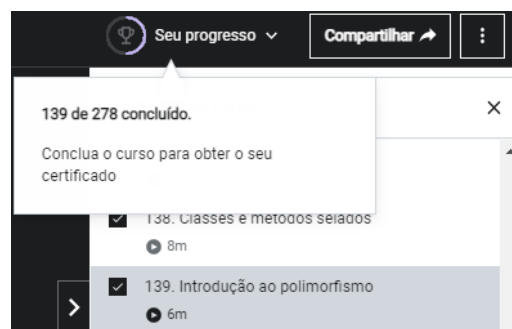 Seu progresso
Compartilhar
139 de 278 concluído.
Conclua o curso para obter o seu
certificado
138. Classes e métodos selados
8m
139. Introdução ao polimorfismo
6m